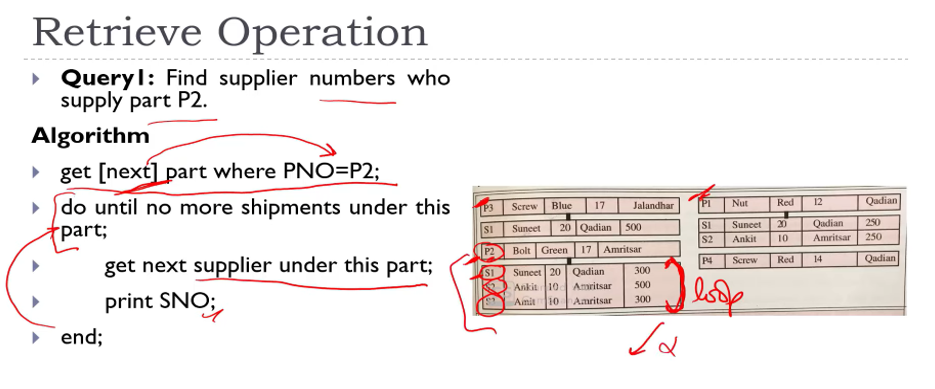 Retrieve Operation
Query1: Find supplier numbers who
supply part P2.
Algorithm
get [next] part where PNO=P2;
do until no more shipments under this
part;
get next supplier under this part;
print SNO;
end;
P3 Screw Blue 17 Jalandhar
S1 Suneet 20 Qadian 500
P2 Bolt Green 17 Amritsar
S1 Suneet 20 Qadian 300
S2 Ankit 10 Amritsar 500
Amit 10 Amritsar 300
loop
P1 Nut Red 12 Qadian
S1 Suneet 20 Qadian 250
S2 Ankit 10 Amritsar 250
P4 Screw Red 14 Qadian